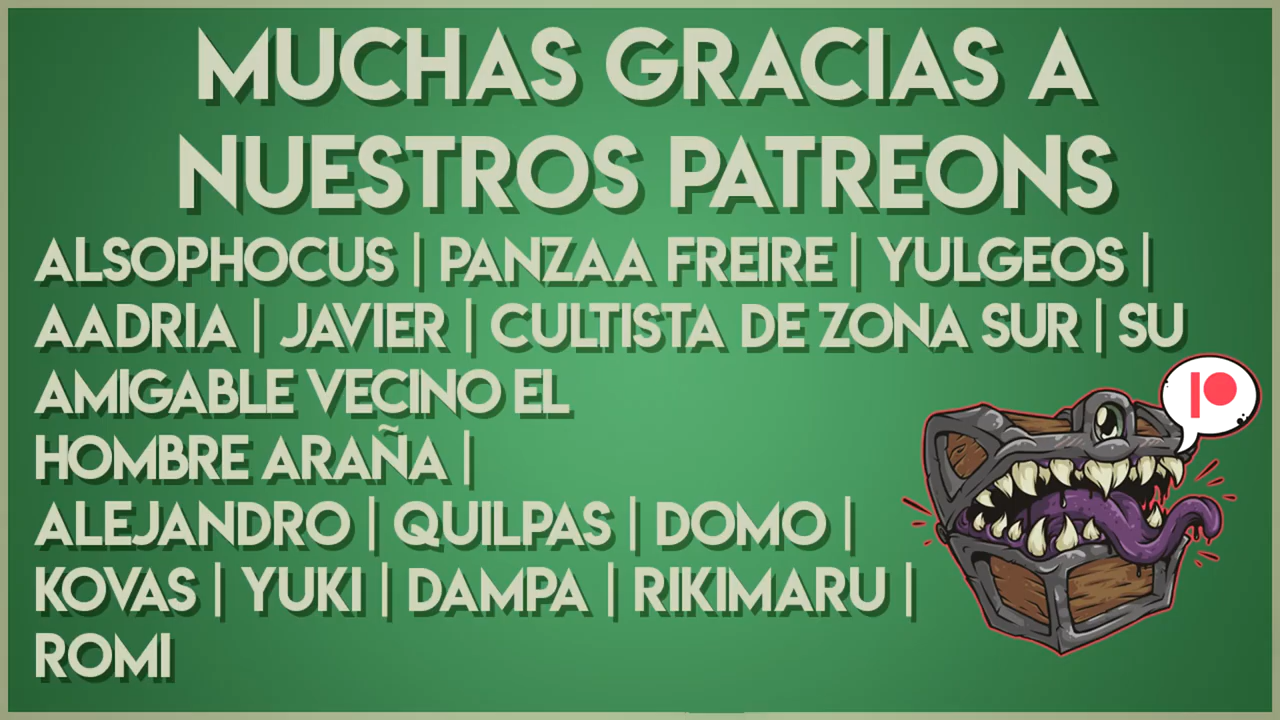 MUCHAS GRACIAS A
NUESTROS PATREONS
ALSOPHOCUS | PANZAA FREIRE | YULGEOS |
AADRIA | JAVIER | CULTISTA DE ZONA SUR | SU
AMIGABLE VECINO EL
HOMBRE ARAÑA |
ALEJANDRO | QUILPAS | DOMO |
KOVAS | YUKI | DAMPA | RIKIMARU |
ROMI